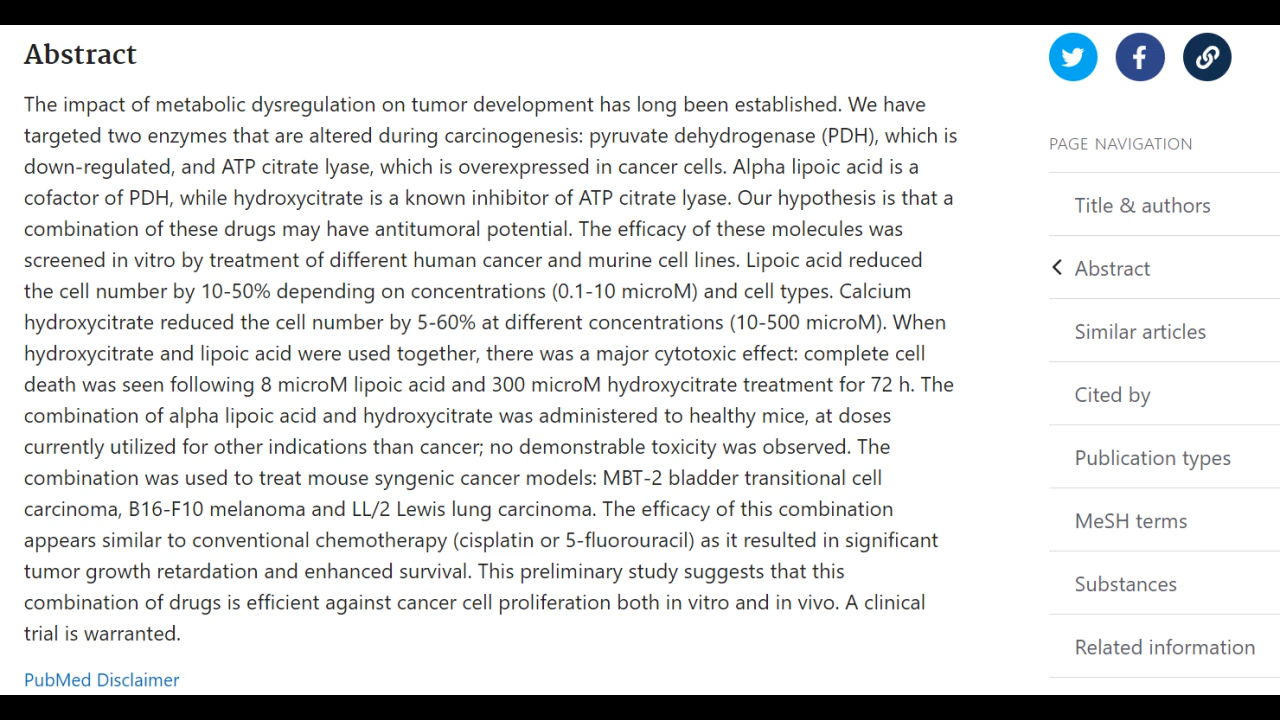 Abstract
The impact of metabolic dysregulation on tumor development has long been established. We have
targeted two enzymes that are altered during carcinogenesis: pyruvate dehydrogenase (PDH), which is
down-regulated, and ATP citrate lyase, which is overexpressed in cancer cells. Alpha lipoic acid is a
cofactor of PDH, while hydroxycitrate is a known inhibitor of ATP citrate lyase. Our hypothesis is that a
combination of these drugs may have antitumoral potential. The efficacy of these molecules was
screened in vitro by treatment of different human cancer and murine cell lines. Lipoic acid reduced
the cell number by 10-50% depending on concentrations (0.1-10 microM) and cell types. Calcium
hydroxycitrate reduced the cell number by 5-60% at different concentrations (10-500 microM). When
hydroxycitrate and lipoic acid were used together, there was a major cytotoxic effect: complete cell
death was seen following 8 microM lipoic acid and 300 microM hydroxycitrate treatment for 72 h. The
combination of alpha lipoic acid and hydroxycitrate was administered to healthy mice, at doses
currently utilized for other indications than cancer; no demonstrable toxicity was observed. The
combination was used to treat mouse syngenic cancer models: MBT-2 bladder transitional cell
carcinoma, B16-F10 melanoma and LL/2 Lewis lung carcinoma. The efficacy of this combination
appears similar to conventional chemotherapy (cisplatin or 5-fluorouracil) as it resulted in significant
tumor growth retardation and enhanced survival. This preliminary study suggests that this
combination of drugs is efficient against cancer cell proliferation both in vitro and in vivo. A clinical
trial is warranted.
PubMed Disclaimer
PAGE NAVIGATION
Title & authors
Abstract
Similar articles
Cited by
Publication types
MeSH terms
Substances
Related information